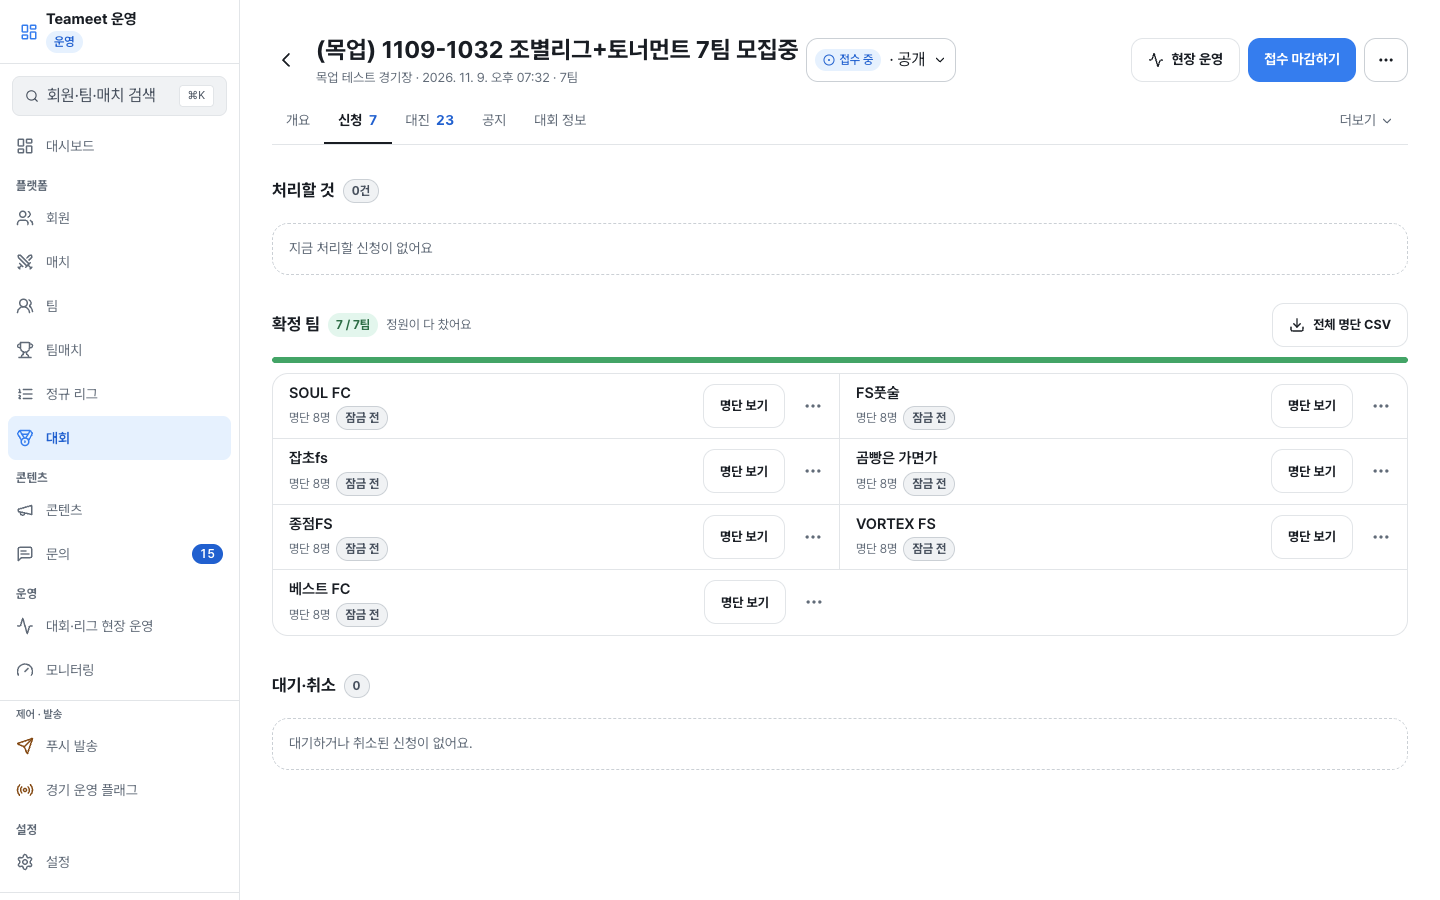 Teameet 운영
운영
회원·팀·매치 검색 ⌘K
대시보드
플랫폼
회원
매치
팀
팀매치
정규 리그
대회
콘텐츠
콘텐츠
문의 15
운영
대회·리그 현장 운영
모니터링
제어 · 발송
푸시 발송
경기 운영 플래그
설정
설정
(목업) 1109-1032 조별리그+토너먼트 7팀 모집중 접수 중 · 공개
목업 테스트 경기장 · 2026. 11. 9. 오후 07:32 · 7팀
현장 운영 접수 마감하기
개요 신청 7 대진 23 공지 대회 정보 더보기
처리할 것 0건
지금 처리할 신청이 없어요
확정 팀 7 / 7팀 정원이 다 찼어요 전체 명단 CSV
SOUL FC
명단 8명 잠금 전 명단 보기
FS풋술
명단 8명 잠금 전 명단 보기
잡초fs
명단 8명 잠금 전 명단 보기
곰빵은 가면가
명단 8명 잠금 전 명단 보기
종점FS
명단 8명 잠금 전 명단 보기
VORTEX FS
명단 8명 잠금 전 명단 보기
베스트 FC
명단 8명 잠금 전 명단 보기
대기·취소 0
대기하거나 취소된 신청이 없어요.